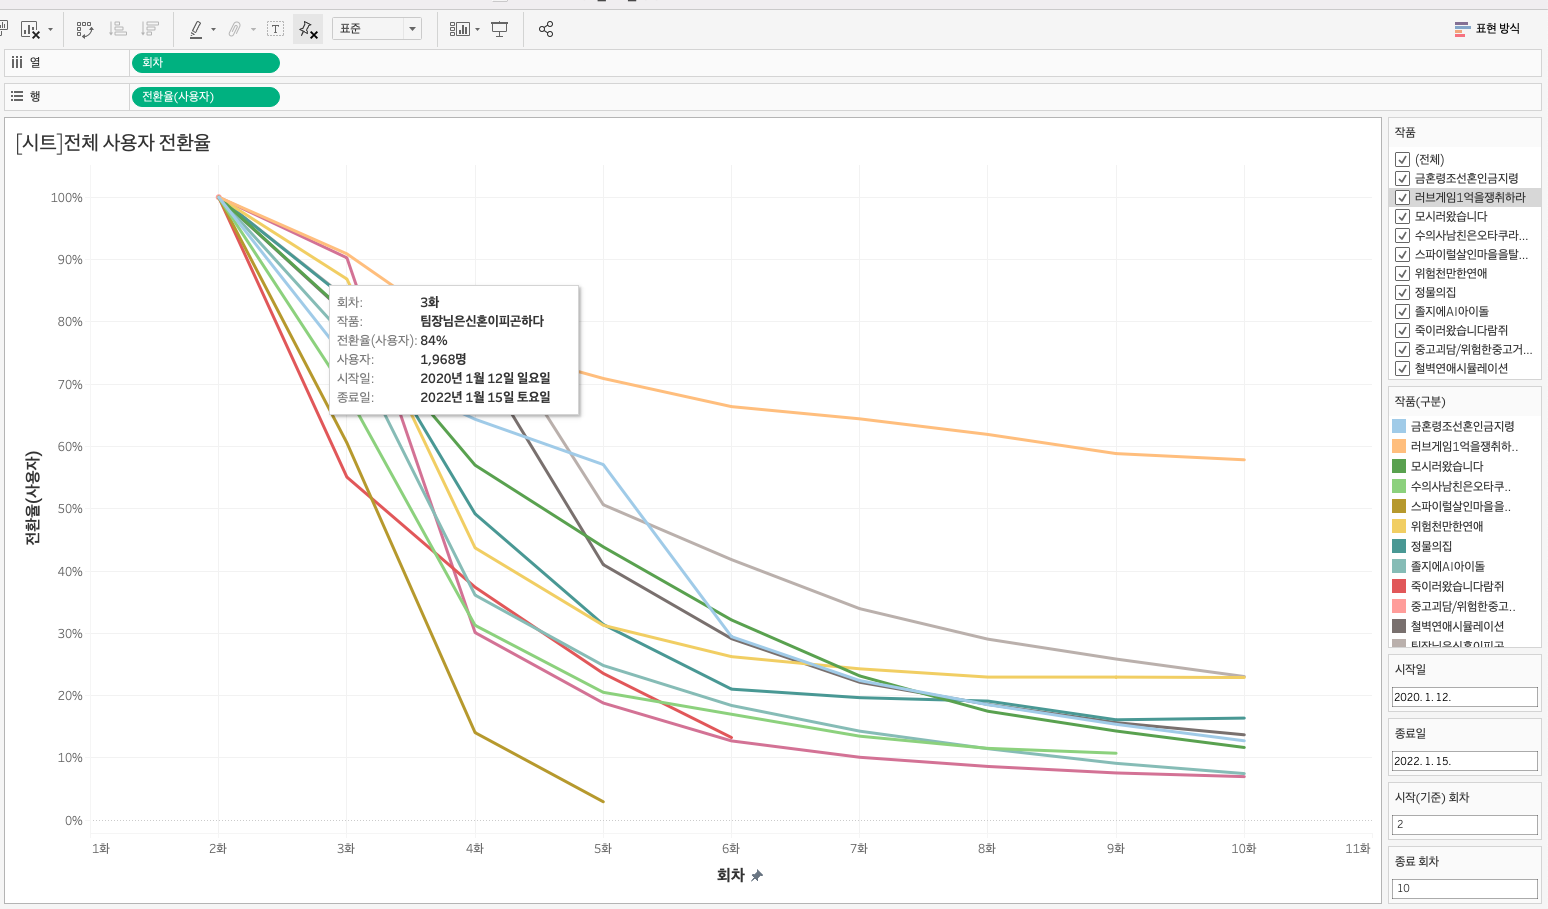 표준
표현 방식
열
회차
행
전환율(사용자)
[시트]전체 사용자 전환율
전환율(사용자)
100%
90%
80%
70%
60%
50%
40%
30%
20%
10%
0%
회차: 3화
작품: 팀장님은신혼이피곤하다
전환율(사용자): 84%
사용자: 1,968명
시작일: 2020년 1월 12일 일요일
종료일: 2022년 1월 15일 토요일
1화 2화 3화 4화 5화 6화 7화 8화 9화 10화 11화
회차
작품
(전체)
금혼령조선혼인금지령
러브게임1억을쟁취하라
모시러왔습니다
수의사남친은오타쿠라...
스파이럴살인마을을탈...
위험천만한연애
정물의집
졸지에AI아이돌
죽이러왔습니다람쥐
중고괴담/위험한중고거...
철벽연애시뮬레이션
작품(구분)
금혼령조선혼인금지령
러브게임1억을쟁취하..
모시러왔습니다
수의사남친은오타쿠..
스파이럴살인마을을..
위험천만한연애
정물의집
졸지에AI아이돌
죽이러왔습니다람쥐
중고괴담/위험한중고..
철벽연애시뮬레이션
팀장님은신혼이피곤..
시작일
2020. 1. 12.
종료일
2022. 1. 15.
시작(기준) 회차
2
종료 회차
10